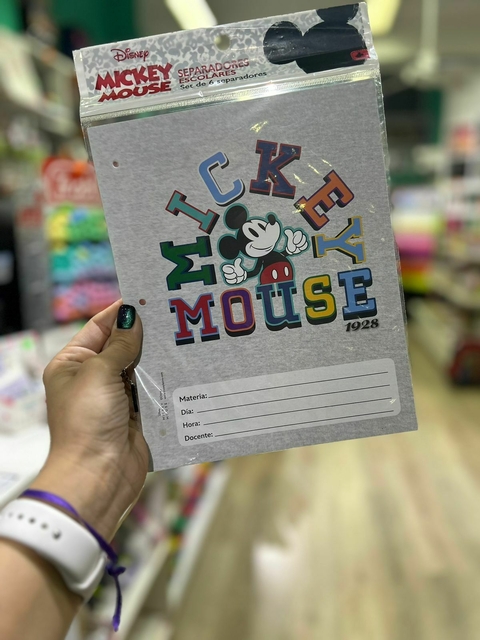 Disney
MICKEY
MOUSE
SEPARADORES
ESCOLARES
Set de 6 separadores
MICKEY
MOUSE
1928
Materia:
Día:
Hora:
Docente: